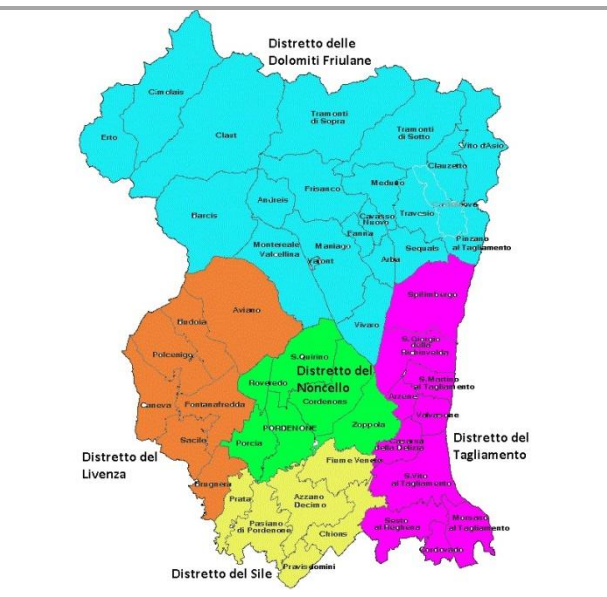 Distretto delle
Dolomiti Friulane
Cimolais
Erto
Claut
Tramonti
di Sopra
Tramonti
di Sotto
Vito d'Asio
Clauzetto
Frisanco
Meduno
Andreis
Barcis
Cavasso
Nuovo
Travesio
Fanna
Montereale
Valcellina
Maniago
Vajont
Arba
Sequals
Pinzano
al Tagliamento
Vivaro
Spilimbergo
Aviano
Budoia
Polcenigo
Caneva
Fontanafredda
Sacile
Brugnera
Distretto del
Livenza
S.Quirino
Distretto del
Noncello
Roveredo
Cordenons
PORDENONE
Porcia
Zoppola
S.Giorgio
della
Richinvelda
S.Martino
al Tagliamento
Arzene
Valvasone
Distretto del
Tagliamento
Casarsa
della Delizia
S.Vito
al Tagliamento
Sesto
al Reghena
Morsano
al Tagliamento
Cordovado
Fiume Veneto
Prata
Azzano
Decimo
Pasiano
di Pordenone
Chions
Pravisdomini
Distretto del Sile